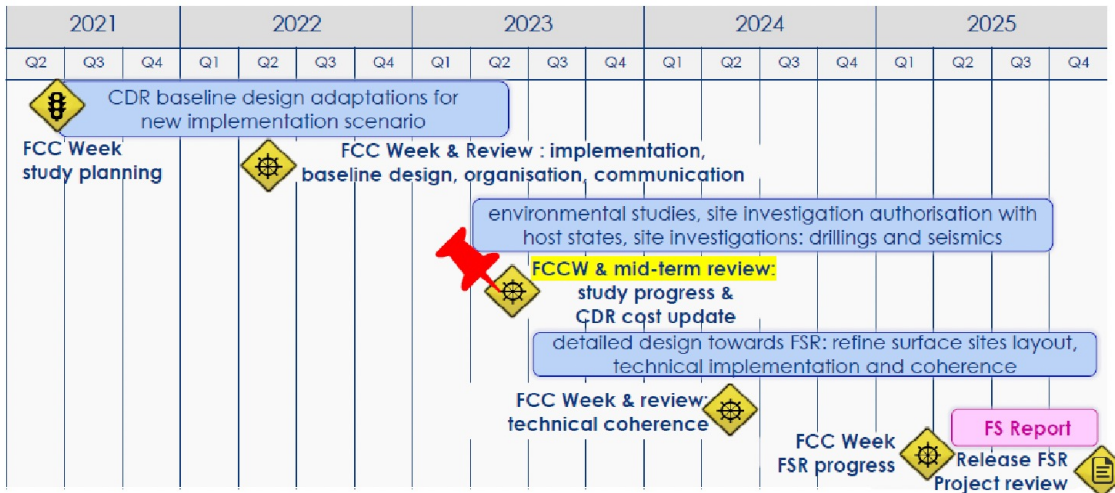 2021 2022 2023 2024 2025
Q2 Q3 Q4 Q1 Q2 Q3 Q4 Q1 Q2 Q3 Q4 Q1 Q2 Q3 Q4 Q1 Q2 Q3 Q4
CDR baseline design adaptations for
new implementation scenario
FCC Week
study planning
FCC Week & Review : implementation,
baseline design, organisation, communication
environmental studies, site investigation authorisation with
host states, site investigations: drillings and seismics
FCCW & mid-term review:
study progress &
CDR cost update
detailed design towards FSR: refine surface sites layout,
technical implementation and coherence
FCC Week & review:
technical coherence
FS Report
FCC Week
FSR progress
Release FSR
Project review